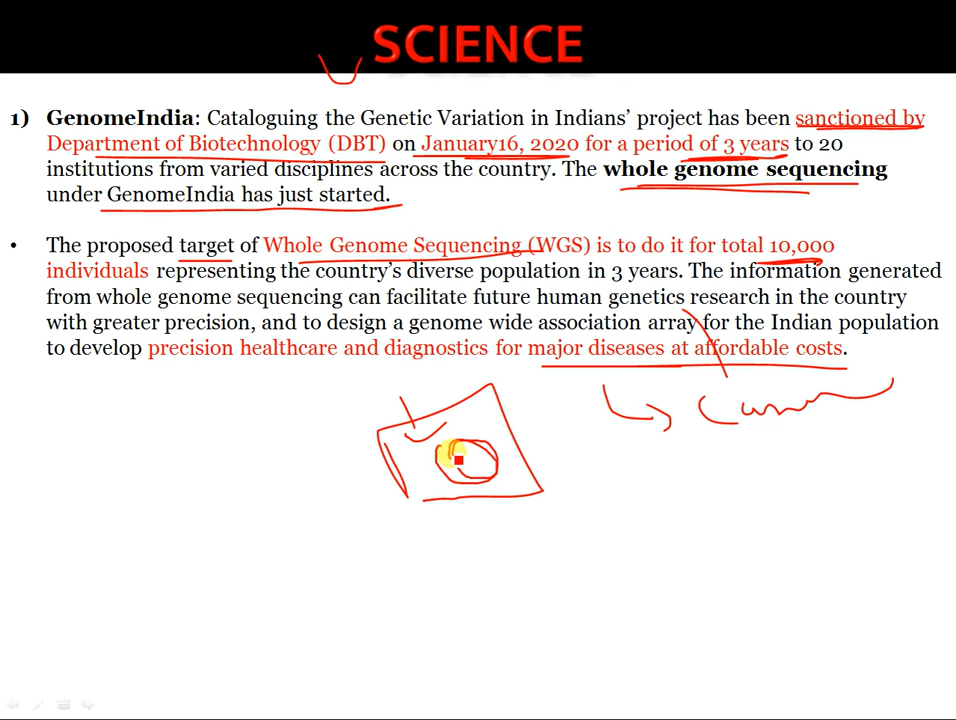 SCIENCE
1) GenomeIndia: Cataloguing the Genetic Variation in Indians’ project has been sanctioned by
Department of Biotechnology (DBT) on January16, 2020 for a period of 3 years to 20
institutions from varied disciplines across the country. The whole genome sequencing
under GenomeIndia has just started.
• The proposed target of Whole Genome Sequencing (WGS) is to do it for total 10,000
individuals representing the country’s diverse population in 3 years. The information generated
from whole genome sequencing can facilitate future human genetics research in the country
with greater precision, and to design a genome wide association array for the Indian population
to develop precision healthcare and diagnostics for major diseases at affordable costs.